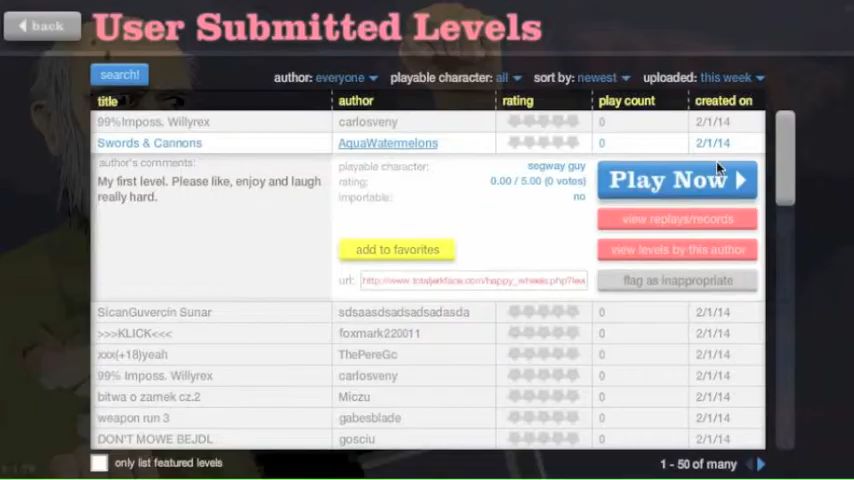 back
User Submitted Levels
search!
author: everyone playable character: all sort by: newest uploaded: this week
title author rating play count created on
99%Imposs. Willyrex carlosveny 0 2/1/14
Swords & Cannons AquaWatermelons 0 2/1/14
author's comments:
My first level. Please like, enjoy and laugh
really hard.
playable character: segway guy
rating: 0.00 / 5.00 (0 votes)
importable: no
Play Now
view replays/records
add to favorites
view levels by this author
url: http://www.totaljerkface.com/happy_wheels.php?lev
flag as inappropriate
SicanGuvercin Sunar sdsaasdsadsadsadasda 0 2/1/14
>>>KLICK<<< foxmark220011 0 2/1/14
xxx(+18)yeah ThePereGc 0 2/1/14
99% Imposs. Willyrex carlosveny 0 2/1/14
bitwa o zamek cz.2 Miczu 0 2/1/14
weapon run 3 gabesblade 0 2/1/14
DON'T MOWE BEJDL gosciu 0 2/1/14
only list featured levels
1 - 50 of many